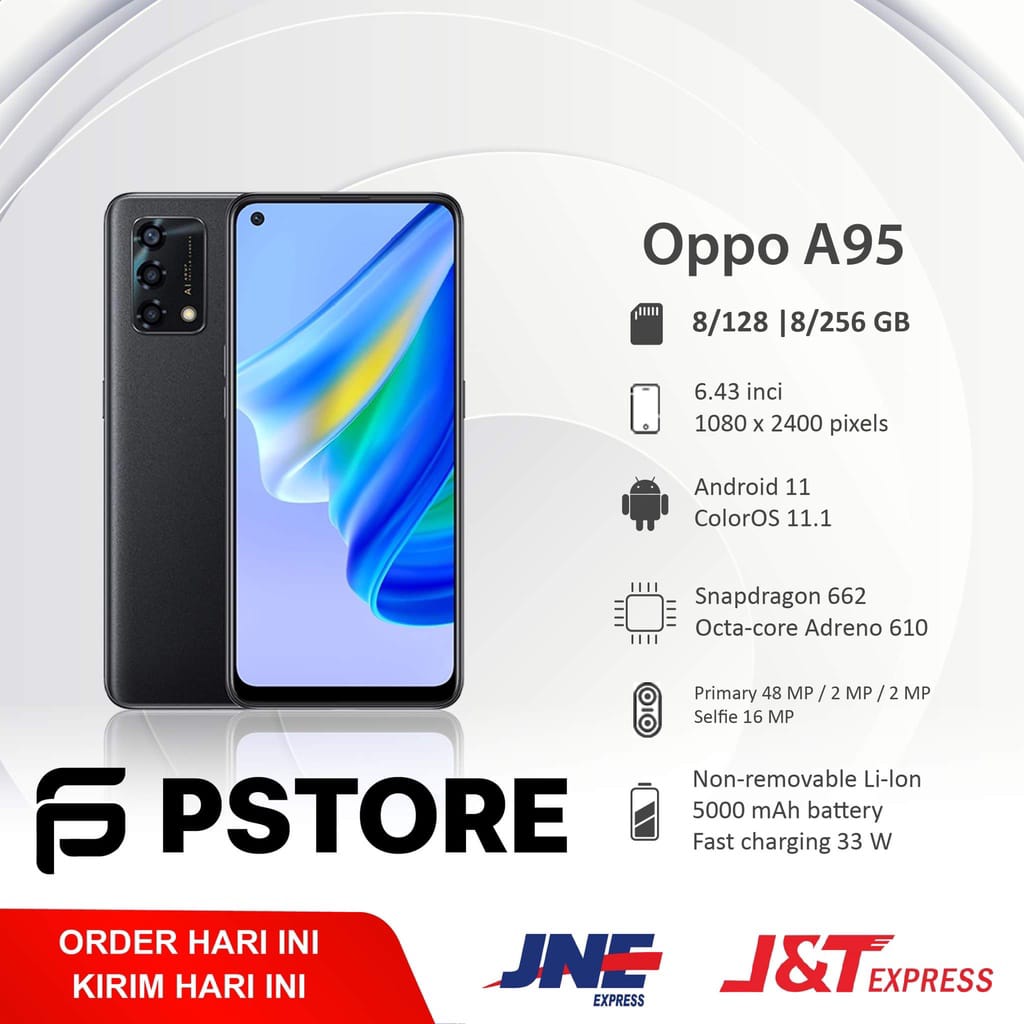 Oppo A95
8/128 |8/256 GB
6.43 inci
1080 x 2400 pixels
Android 11
ColorOS 11.1
Snapdragon 662
Octa-core Adreno 610
Primary 48 MP / 2 MP / 2 MP
Selfie 16 MP
Non-removable Li-Ion
5000 mAh battery
Fast charging 33 W
PSTORE
ORDER HARI INI
KIRIM HARI INI
JNE
EXPRESS
J&T EXPRESS
AI